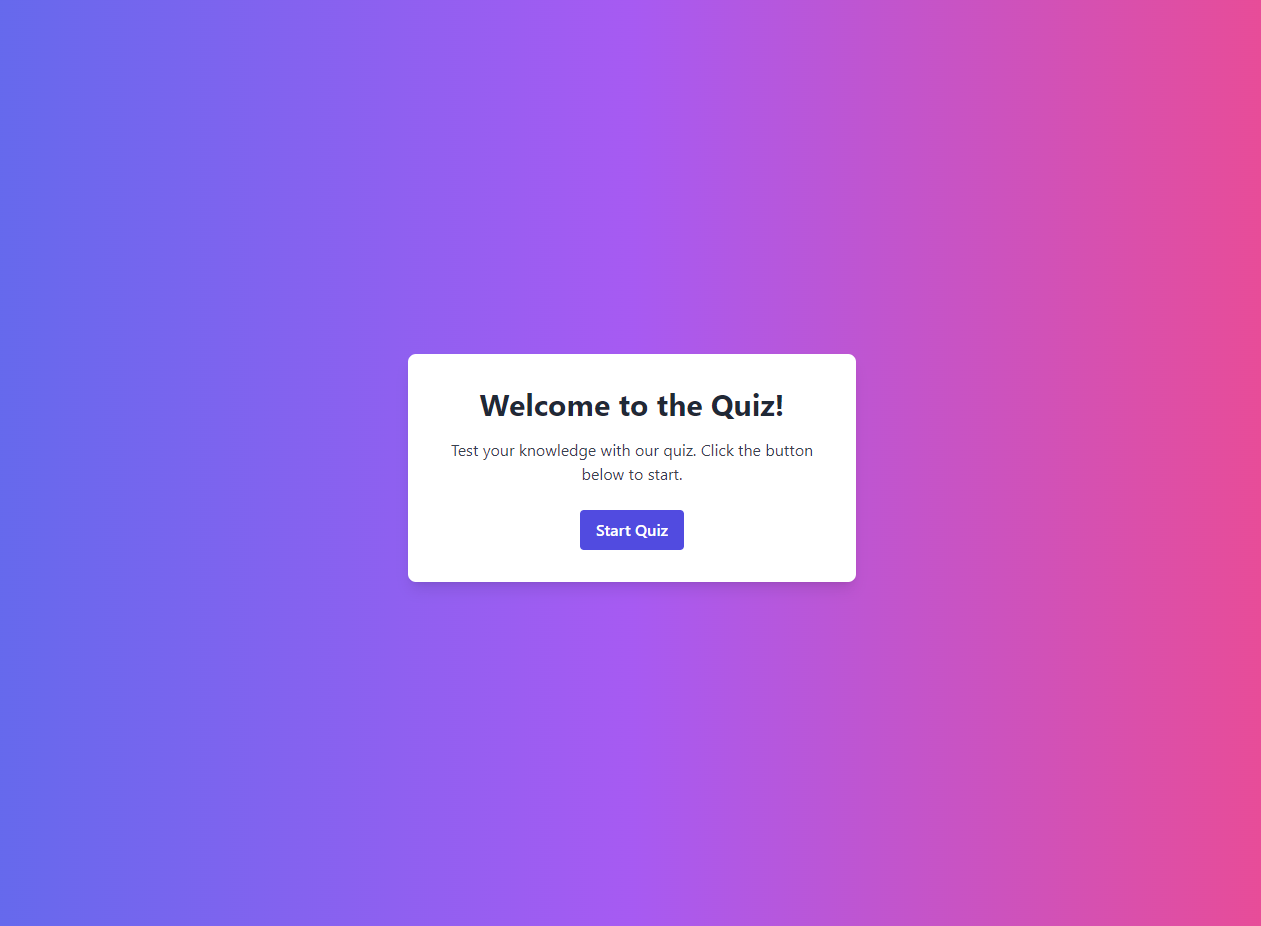 Welcome to the Quiz!
Test your knowledge with our quiz. Click the button
below to start.
Start Quiz